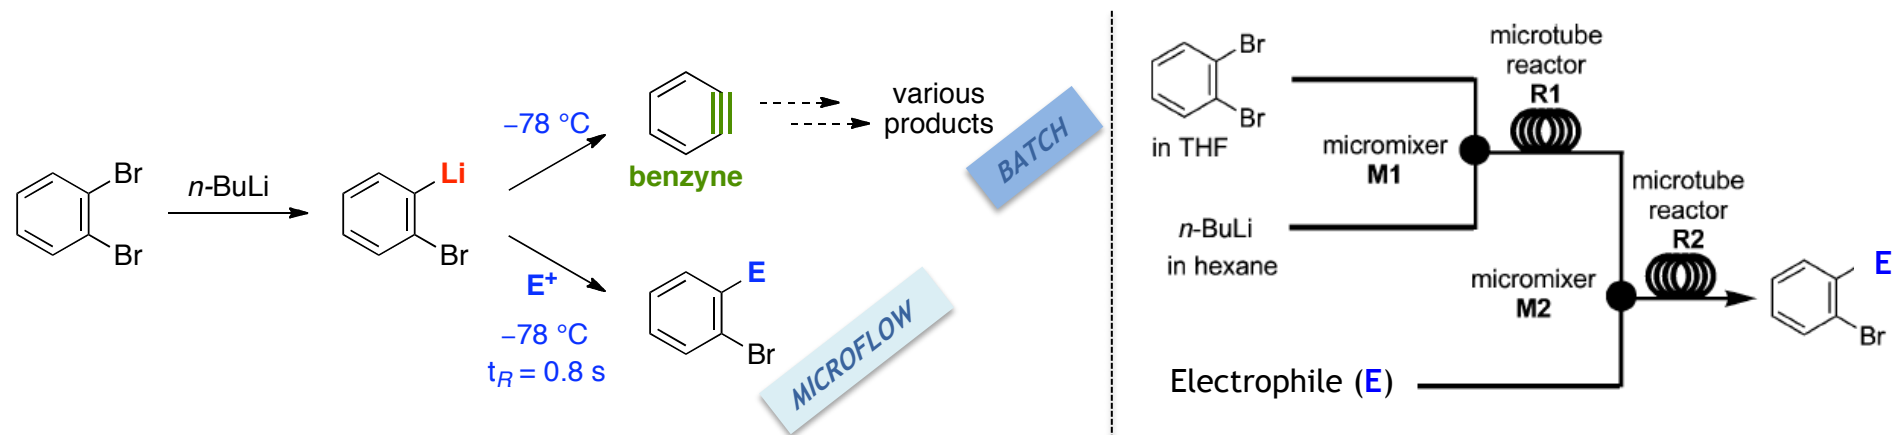 Br
Br
n-BuLi
Li
Br
–78 °C
benzyne
various
products
BATCH
E+
–78 °C
tR = 0.8 s
E
Br
MICROFLOW
Br
Br
in THF
n-BuLi
in hexane
micromixer
M1
microtube
reactor
R1
microtube
reactor
R2
micromixer
M2
Electrophile (E)
E
Br